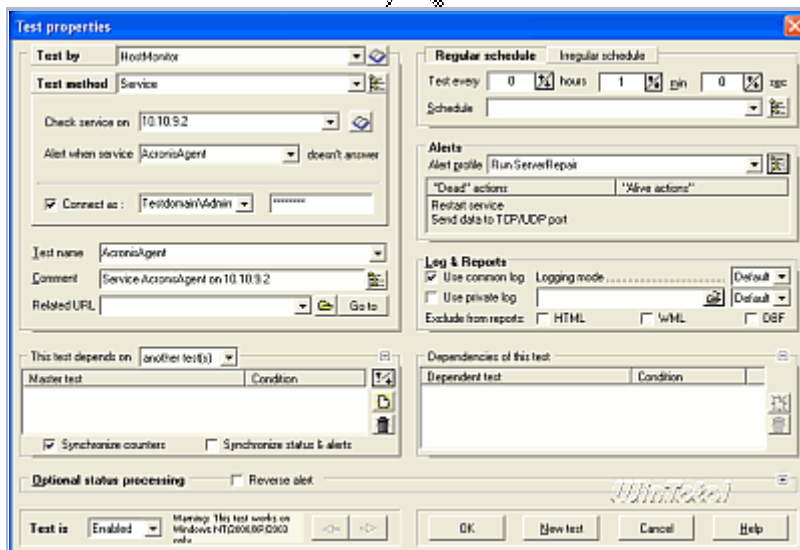 Test properties
Test by HostMonitor
Test method Service
Check service on 10.10.9.2
Alert when service AcronisAgent doesn't answer
Connect as : Testdomain\Admin ********
Test name AcronisAgent
Comment Service AcronisAgent on 10.10.9.2
Related URL Go to
Regular schedule Irregular schedule
Test every 0 hours 1 min 0 sec
Schedule
Alerts
Alert profile Run ServerRepair
"Dead" actions "Alive actions"
Restart service
Send data to TCP/UDP port
Log & Reports
Use common log Logging mode Default
Use private log Default
Exclude from reports HTML WML DBF
This test depends on another test(s)
Master test Condition
Synchronize counters Synchronize status & alerts
Dependencies of this test
Dependent test Condition
Optional status processing Reverse alert
WinTotal
Test is Enabled
Warning: This test works on
Windows NT/2000/XP/2003
only
OK New test Cancel Help